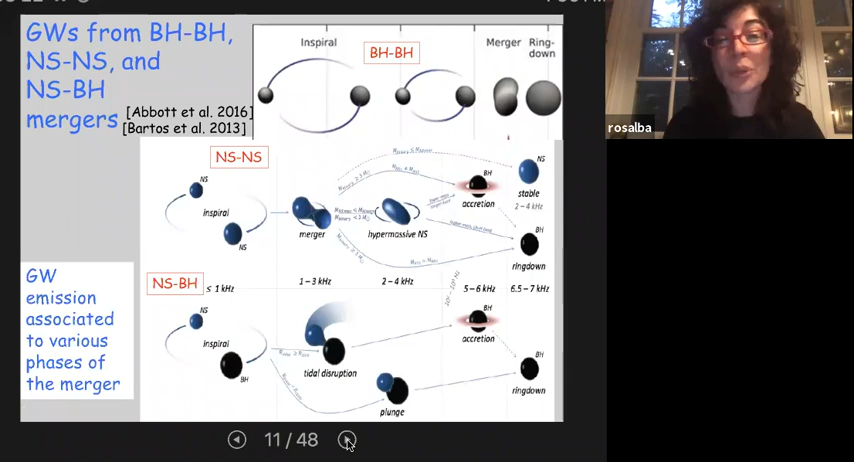 GWs from BH-BH,
NS-NS, and
NS-BH
mergers
[Abbott et al. 2016]
[Bartos et al. 2013]
Inspiral
BH-BH
Merger
Ring-
down
rosalba
NS-NS
NS
inspiral
NS
merger
hypermassive NS
BH
accretion
NS
stable
2 – 4 kHz
BH
ringdown
GW
emission
associated
to various
phases of
the merger
NS-BH
≤ 1 kHz
1 – 3 kHz
2 – 4 kHz
5 – 6 kHz
6.5 – 7 kHz
NS
inspiral
BH
tidal disruption
plunge
BH
accretion
BH
ringdown
11 / 48